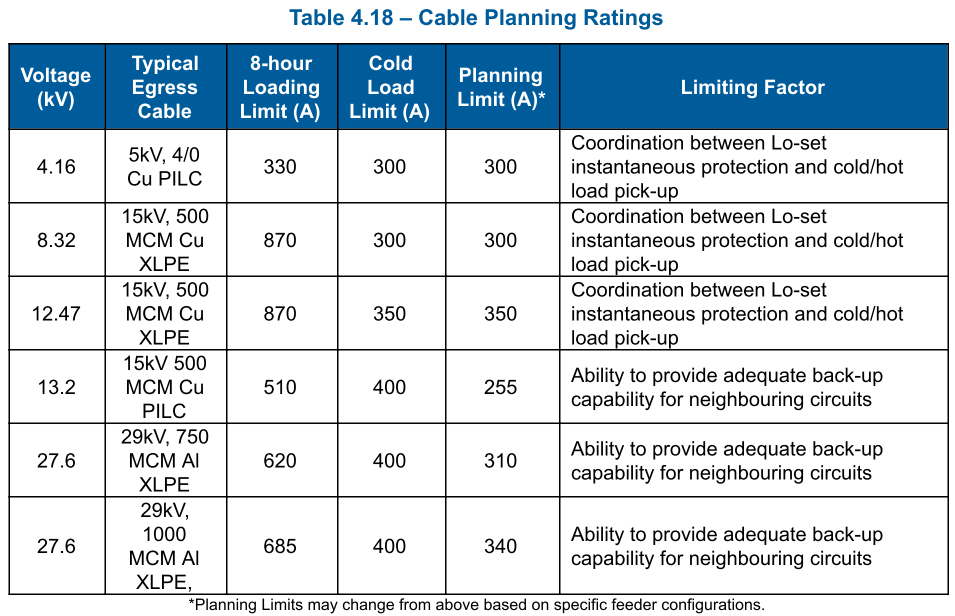 Table 4.18 – Cable Planning Ratings
Voltage (kV) Typical Egress Cable 8-hour Loading Limit (A) Cold Load Limit (A) Planning Limit (A)* Limiting Factor
4.16 5kV, 4/0 Cu PILC 330 300 300 Coordination between Lo-set instantaneous protection and cold/hot load pick-up
8.32 15kV, 500 MCM Cu XLPE 870 300 300 Coordination between Lo-set instantaneous protection and cold/hot load pick-up
12.47 15kV, 500 MCM Cu XLPE 870 350 350 Coordination between Lo-set instantaneous protection and cold/hot load pick-up
13.2 15kV 500 MCM Cu PILC 510 400 255 Ability to provide adequate back-up capability for neighbouring circuits
27.6 29kV, 750 MCM Al XLPE 620 400 310 Ability to provide adequate back-up capability for neighbouring circuits
27.6 29kV, 1000 MCM Al XLPE, 685 400 340 Ability to provide adequate back-up capability for neighbouring circuits
*Planning Limits may change from above based on specific feeder configurations.